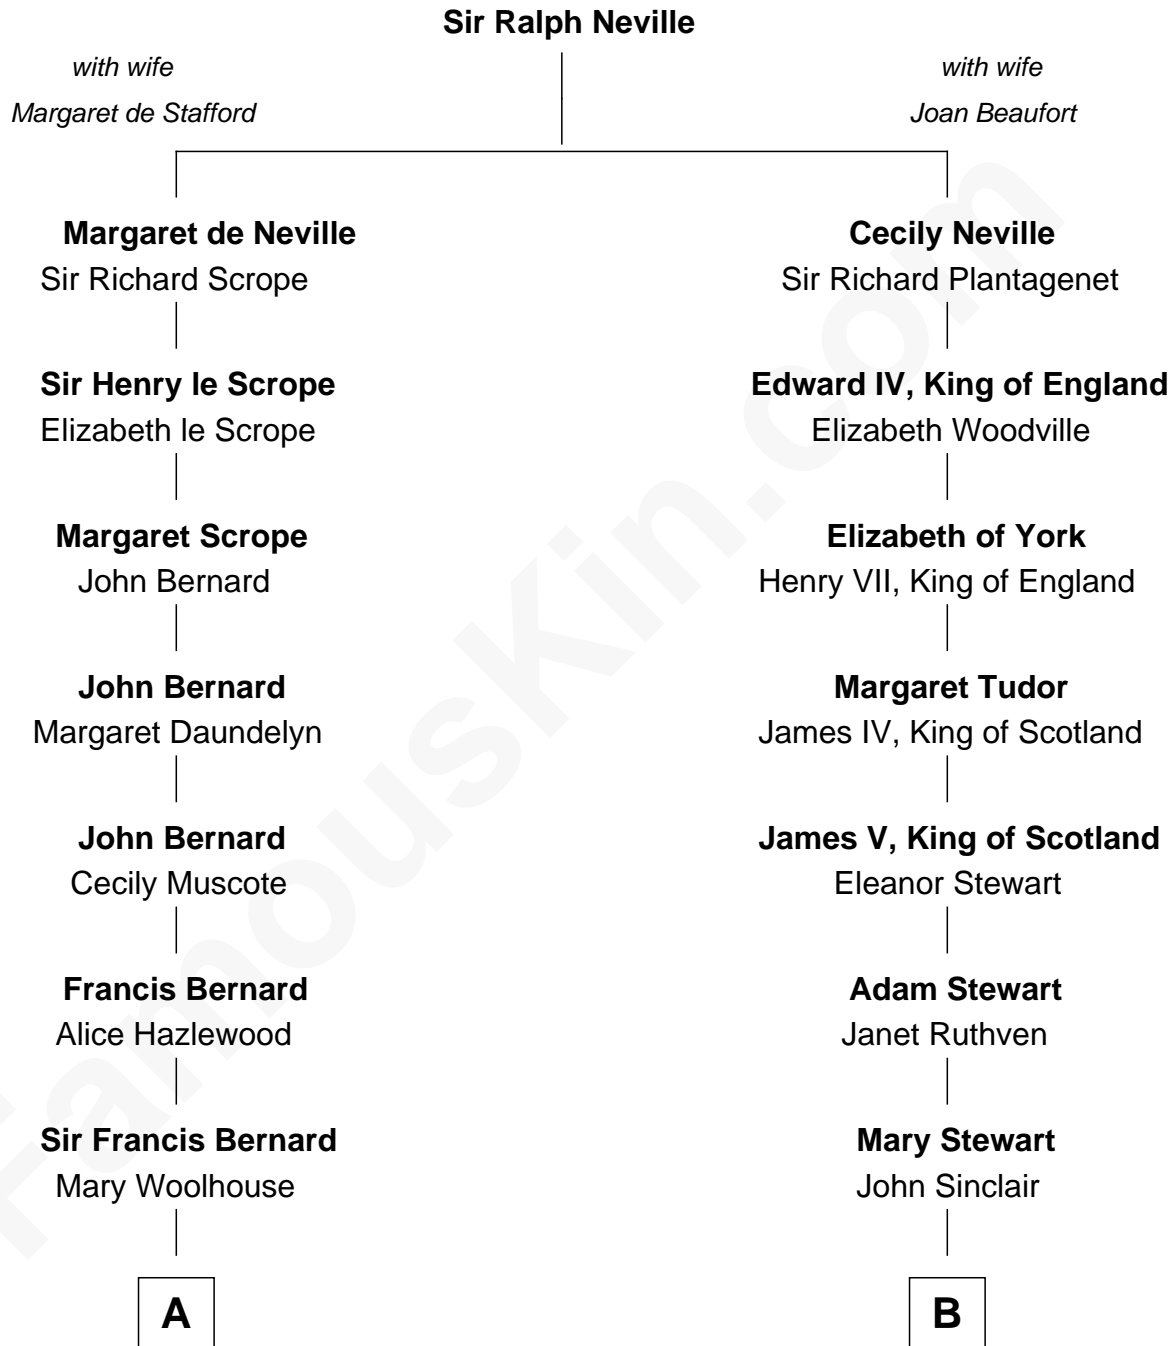 Sir Ralph Neville
with wife
Margaret de Stafford
with wife
Joan Beaufort
Margaret de Neville
Sir Richard Scrope
Cecily Neville
Sir Richard Plantagenet
Sir Henry le Scrope
Elizabeth le Scrope
Edward IV, King of England
Elizabeth Woodville
Margaret Scrope
John Bernard
Elizabeth of York
Henry VII, King of England
John Bernard
Margaret Daundelyn
Margaret Tudor
James IV, King of Scotland
John Bernard
Cecily Muscote
James V, King of Scotland
Eleanor Stewart
Francis Bernard
Alice Hazlewood
Adam Stewart
Janet Ruthven
Sir Francis Bernard
Mary Woolhouse
Mary Stewart
John Sinclair
A
B
FamousKin.com